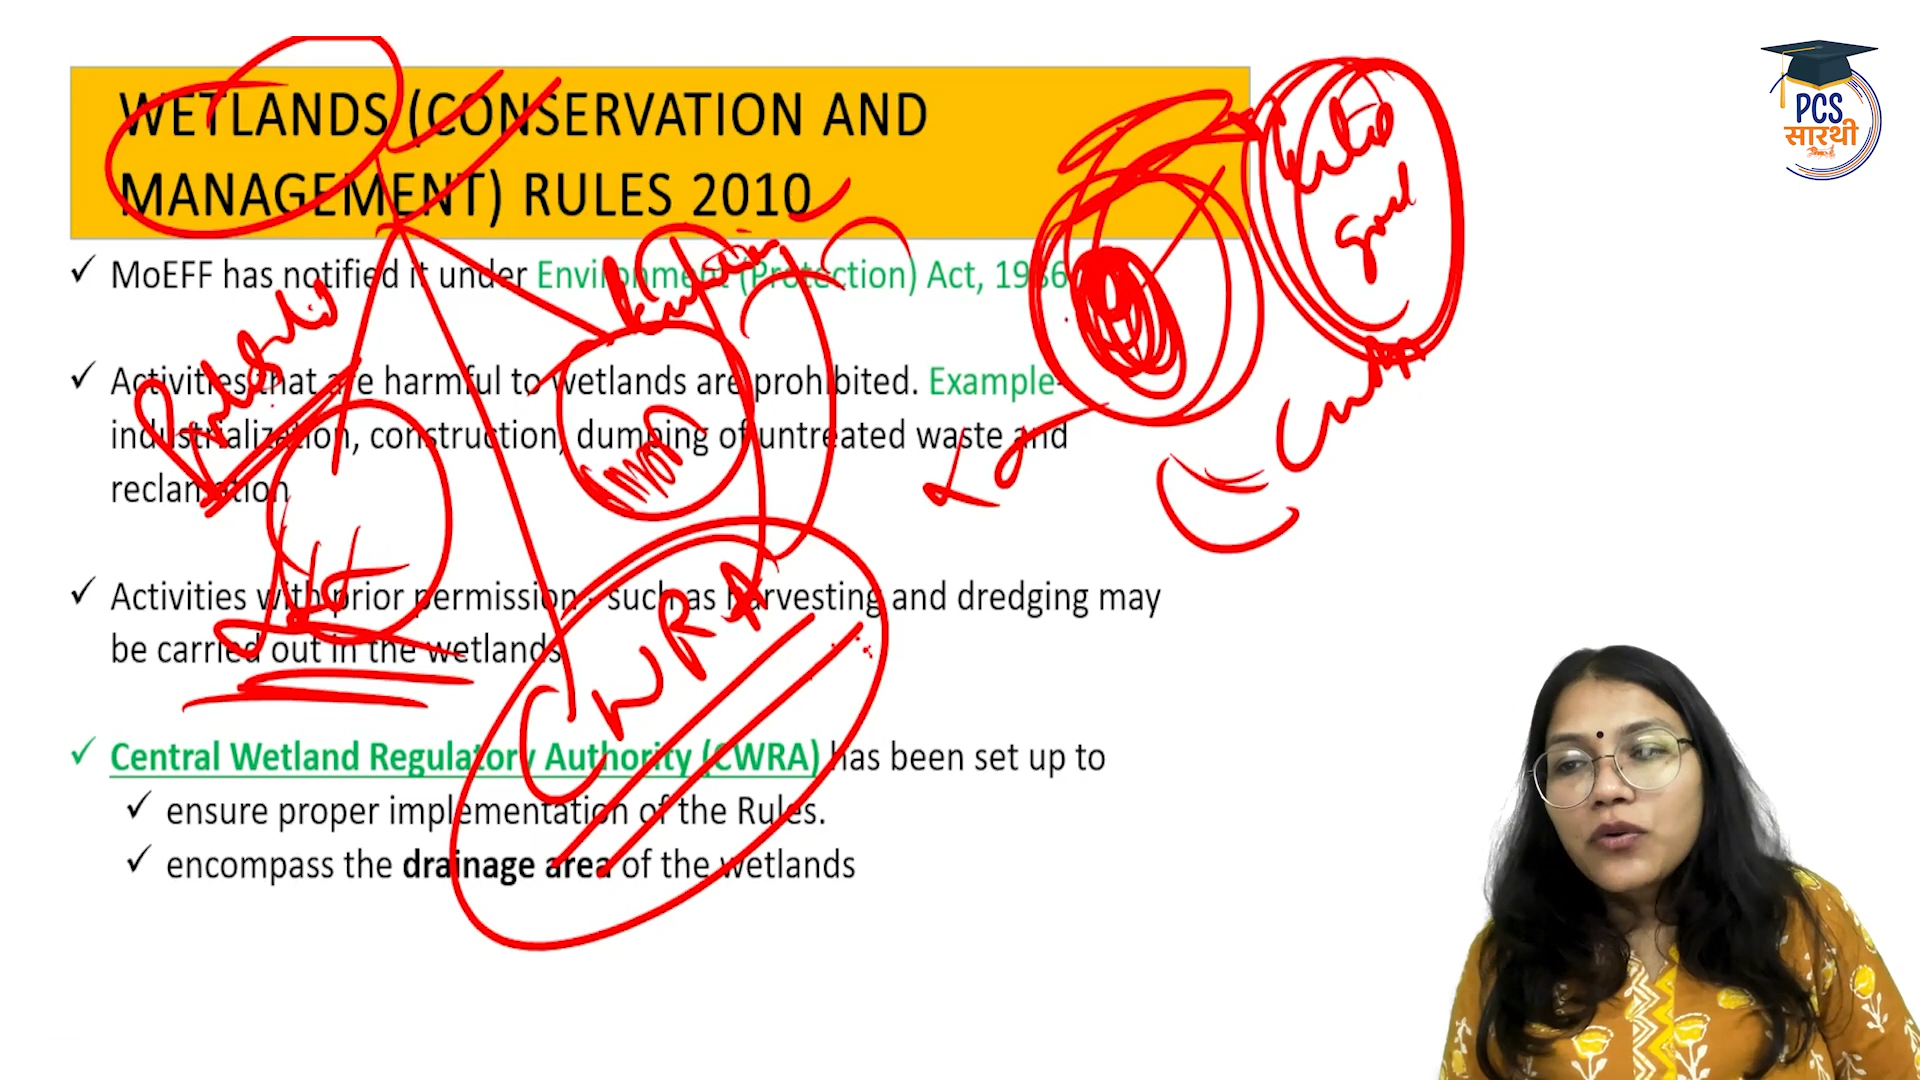 WETLANDS (CONSERVATION AND
MANAGEMENT) RULES 2010
PCS
सारथी
✓ MoEFF has notified it under Environment (Protection) Act, 1986
✓ Activities that are harmful to wetlands are prohibited. Example-
industrialization, construction, dumping of untreated waste and
reclamation
✓ Activities with prior permission - such as harvesting and dredging may
be carried out in the wetlands
✓ Central Wetland Regulatory Authority (CWRA) has been set up to
✓ ensure proper implementation of the Rules.
✓ encompass the drainage area of the wetlands
CWRA